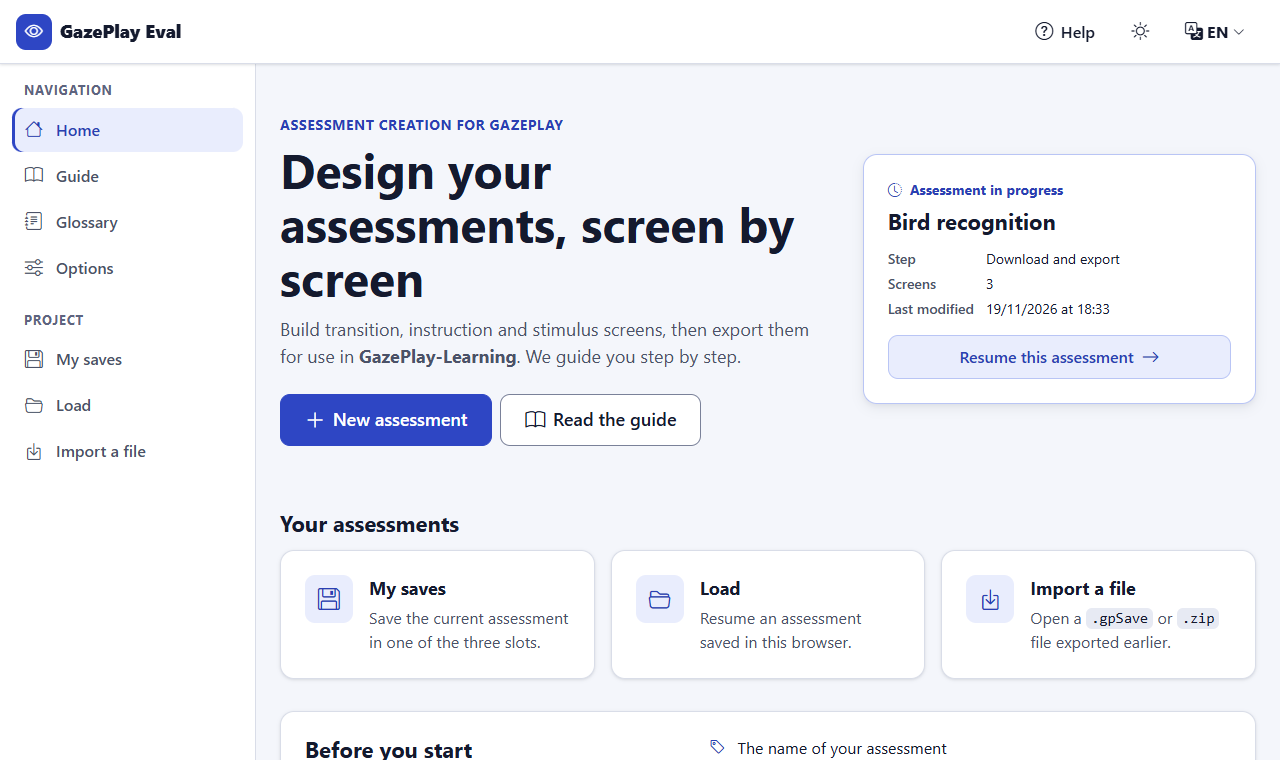 GazePlay Eval
Help
EN
NAVIGATION
Home
Guide
Glossary
Options
PROJECT
My saves
Load
Import a file
ASSESSMENT CREATION FOR GAZEPLAY
Design your
assessments, screen by
screen
Build transition, instruction and stimulus screens, then export them
for use in GazePlay-Learning. We guide you step by step.
New assessment
Read the guide
Assessment in progress
Bird recognition
Step Download and export
Screens 3
Last modified 19/11/2026 at 18:33
Resume this assessment
Your assessments
My saves
Save the current assessment
in one of the three slots.
Load
Resume an assessment
saved in this browser.
Import a file
Open a .gpSave or .zip
file exported earlier.
Before you start
The name of your assessment